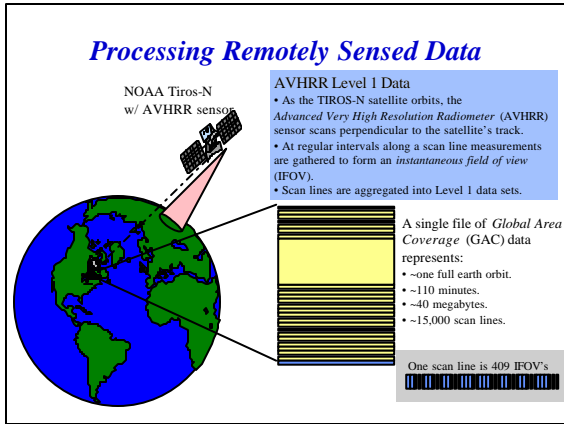 Processing Remotely Sensed Data
NOAA Tiros-N
w/ AVHRR sensor
AVHRR Level 1 Data
• As the TIROS-N satellite orbits, the
Advanced Very High Resolution Radiometer (AVHRR)
sensor scans perpendicular to the satellite's track.
• At regular intervals along a scan line measurements
are gathered to form an instantaneous field of view
(IFOV).
• Scan lines are aggregated into Level 1 data sets.
A single file of Global Area
Coverage (GAC) data
represents:
• ~one full earth orbit.
• ~110 minutes.
• ~40 megabytes.
• ~15,000 scan lines.
One scan line is 409 IFOV's